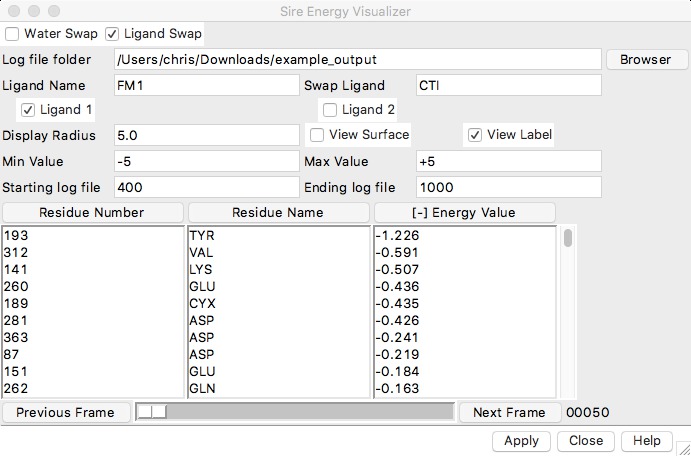 Sire Energy Visualizer
Water Swap Ligand Swap
Log file folder /Users/chris/Downloads/example_output Browser
Ligand Name FM1 Swap Ligand CTI
Ligand 1 Ligand 2
Display Radius 5.0 View Surface View Label
Min Value -5 Max Value +5
Starting log file 400 Ending log file 1000
Residue Number Residue Name [-] Energy Value
193 TYR -1.226
312 VAL -0.591
141 LYS -0.507
260 GLU -0.436
189 CYX -0.435
281 ASP -0.426
363 ASP -0.241
87 ASP -0.219
151 GLU -0.184
262 GLN -0.163
Previous Frame Next Frame 00050
Apply Close Help